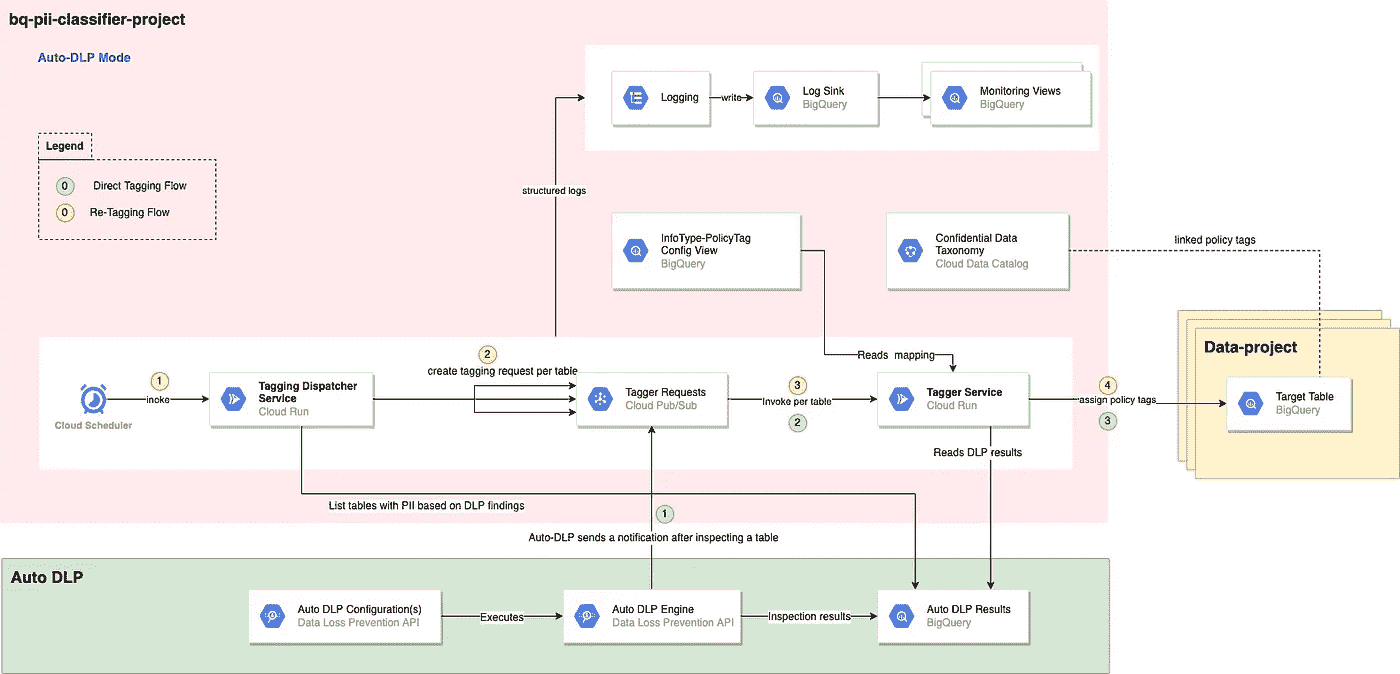 bq-pii-classifier-project
Auto-DLP Mode
Legend
0 Direct Tagging Flow
0 Re-Tagging Flow
Logging
write
Log Sink
BigQuery
Monitoring Views
BigQuery
structured logs
InfoType-PolicyTag
Config View
BigQuery
Confidential Data
Taxonomy
Cloud Data Catalog
linked policy tags
Data-project
Target Table
BigQuery
Reads mapping
Cloud Scheduler
1
inoke
Tagging Dispatcher
Service
Cloud Run
2
create tagging request per table
Tagger Requests
Cloud Pub/Sub
3
Invoke per table
2
Tagger Service
Cloud Run
4
assign policy tags
3
Reads DLP results
List tables with PII based on DLP findings
1
Auto-DLP sends a notification after inspecting a table
Auto DLP
Auto DLP Configuration(s)
Data Loss Prevention API
Executes
Auto DLP Engine
Data Loss Prevention API
Inspection results
Auto DLP Results
BigQuery